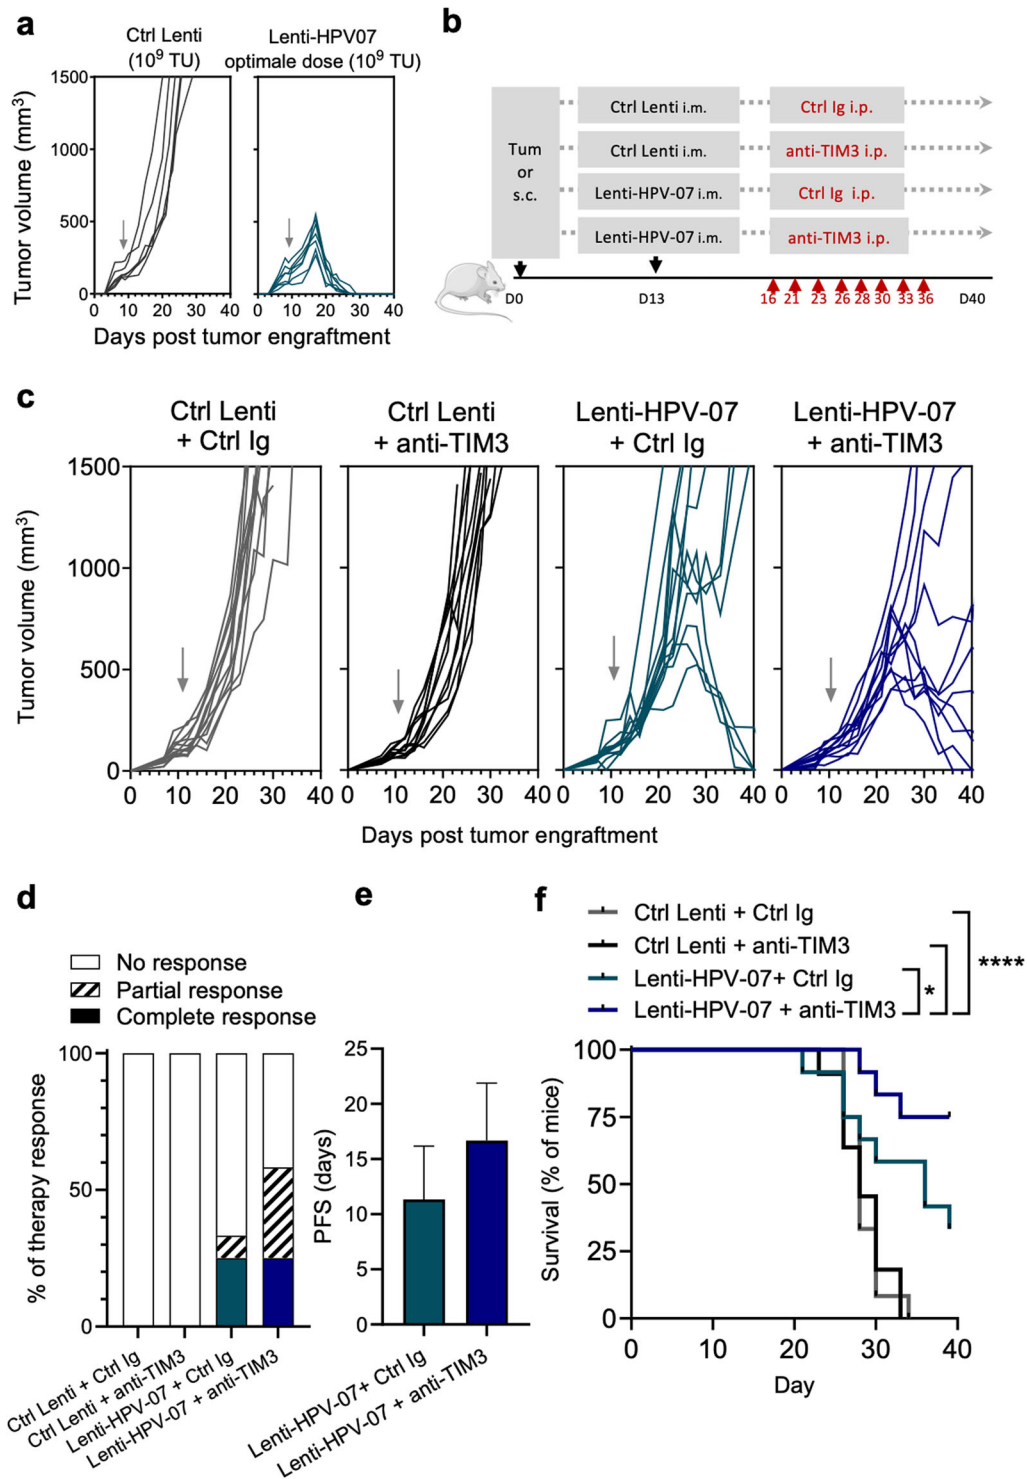 a
Ctrl Lenti
(10⁹ TU)
Lenti-HPV07
optimale dose (10⁹ TU)
Tumor volume (mm³)
1500
1000
500
0
0 10 20 30 40
0 10 20 30 40
Days post tumor engraftment
b
Tum
or
s.c.
Ctrl Lenti i.m.
Ctrl Ig i.p.
Ctrl Lenti i.m.
anti-TIM3 i.p.
Lenti-HPV-07 i.m.
Ctrl Ig i.p.
Lenti-HPV-07 i.m.
anti-TIM3 i.p.
D0
D13
16 21 23 26 28 30 33 36
D40
c
Ctrl Lenti
+ Ctrl Ig
Ctrl Lenti
+ anti-TIM3
Lenti-HPV-07
+ Ctrl Ig
Lenti-HPV-07
+ anti-TIM3
Tumor volume (mm³)
1500
1000
500
0
0 10 20 30 40
0 10 20 30 40
0 20 40
0 10 20 30 40
Days post tumor engraftment
d
No response
Partial response
Complete response
% of therapy response
100
50
0
Ctrl Lenti + Ctrl Ig
Ctrl Lenti + anti-TIM3
Lenti-HPV-07 + Ctrl Ig
Lenti-HPV-07 + anti-TIM3
e
PFS (days)
25
20
15
10
5
0
Lenti-HPV-07+ Ctrl Ig
Lenti-HPV-07 + anti-TIM3
f
Ctrl Lenti + Ctrl Ig
Ctrl Lenti + anti-TIM3
Lenti-HPV-07+ Ctrl Ig
Lenti-HPV-07 + anti-TIM3
*
****
Survival (% of mice)
100
75
50
25
0
0 10 20 30 40
Day